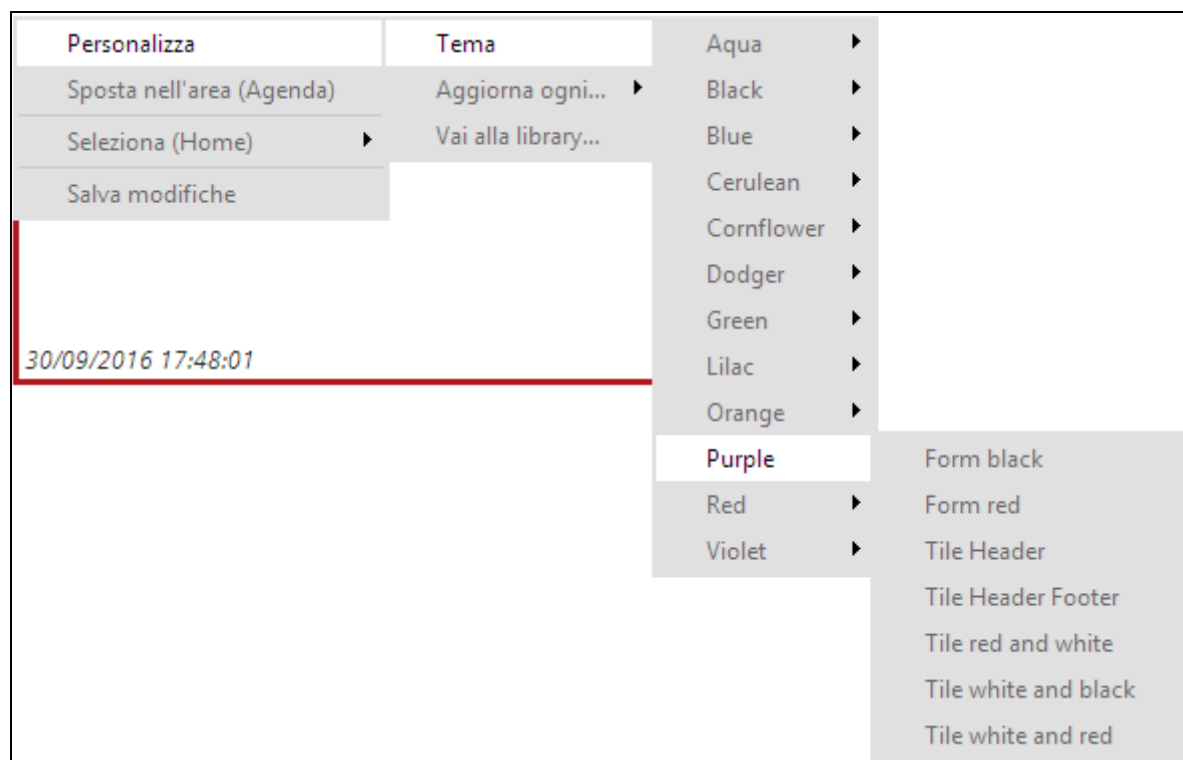 Personalizza
Sposta nell'area (Agenda)
Seleziona (Home)
Salva modifiche
30/09/2016 17:48:01
Tema
Aggiorna ogni...
Vai alla library...
Aqua
Black
Blue
Cerulean
Cornflower
Dodger
Green
Lilac
Orange
Purple
Red
Violet
Form black
Form red
Tile Header
Tile Header Footer
Tile red and white
Tile white and black
Tile white and red